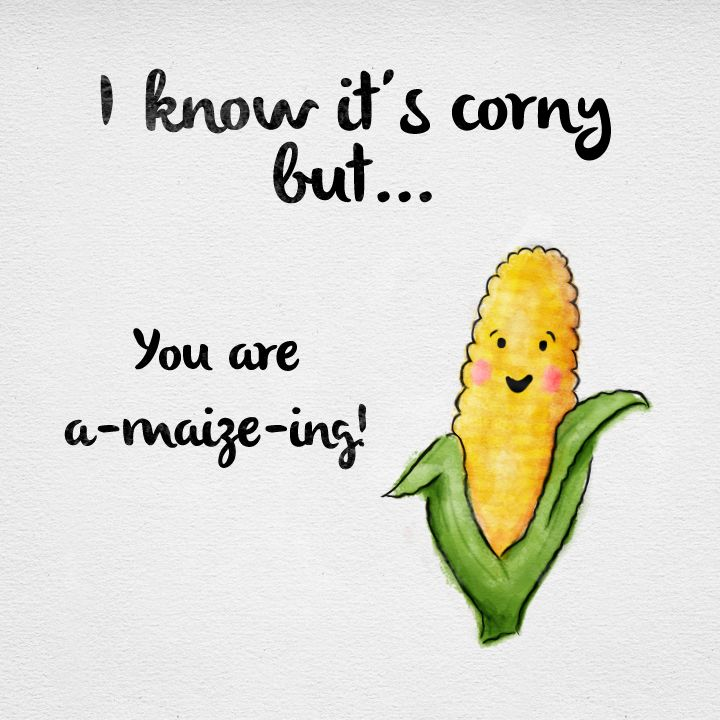 I know it's corny
but...
You are
a-maize-ing!